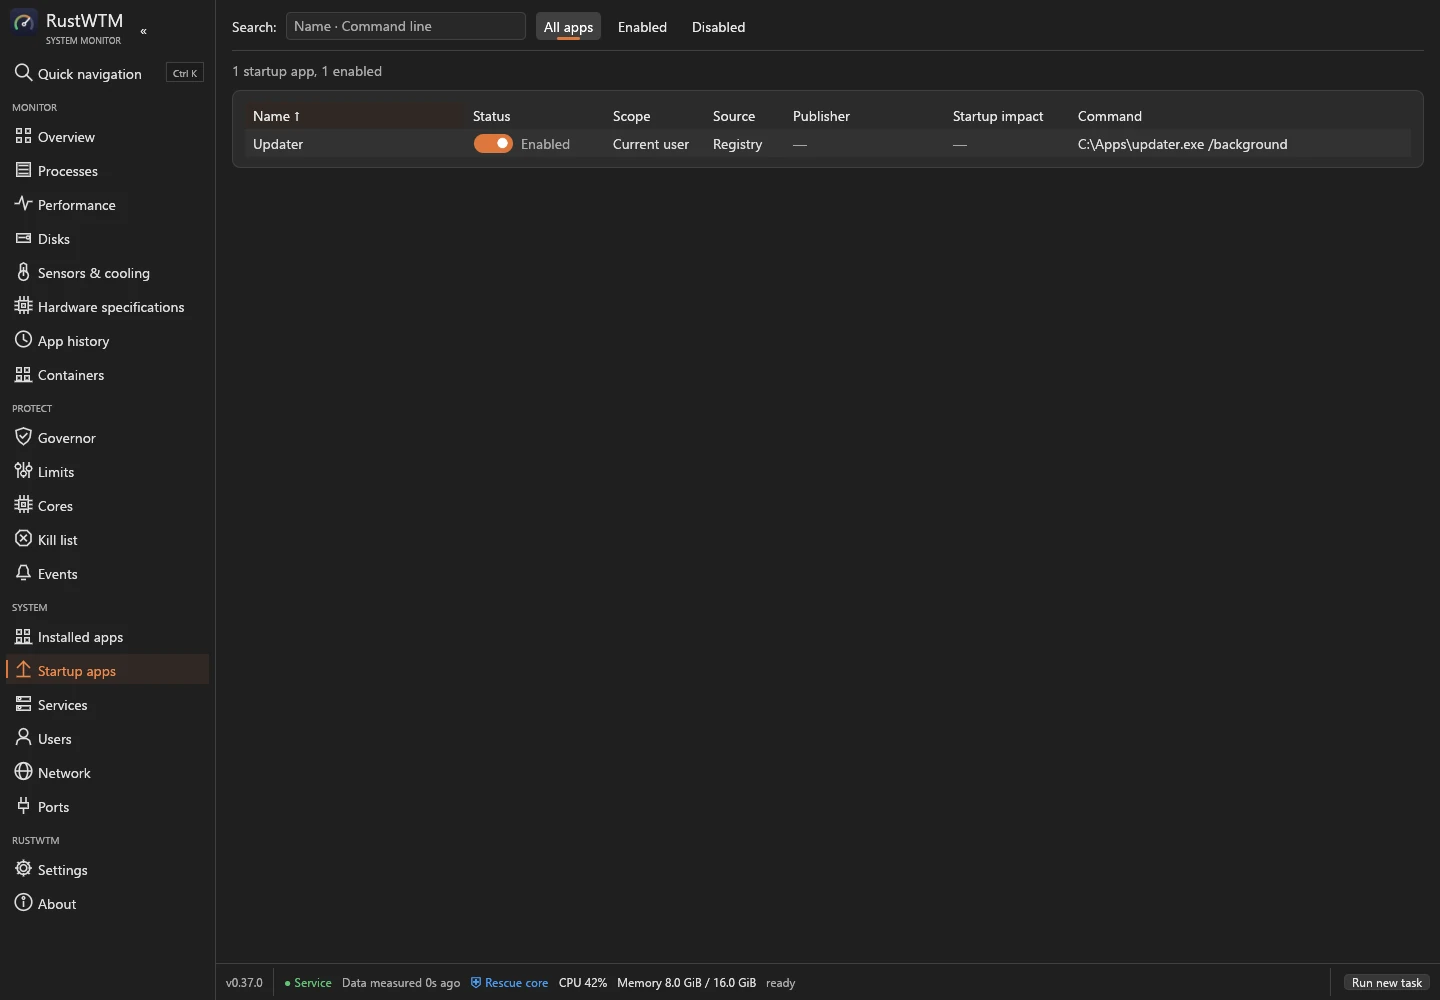 RustWTM
SYSTEM MONITOR
«
Quick navigation Ctrl K
MONITOR
Overview
Processes
Performance
Disks
Sensors & cooling
Hardware specifications
App history
Containers
PROTECT
Governor
Limits
Cores
Kill list
Events
SYSTEM
Installed apps
Startup apps
Services
Users
Network
Ports
RUSTWTM
Settings
About
Search: Name · Command line All apps Enabled Disabled
1 startup app, 1 enabled
Name ↑ Status Scope Source Publisher Startup impact Command
Updater Enabled Current user Registry — — C:\Apps\updater.exe /background
v0.37.0 ● Service Data measured 0s ago Rescue core CPU 42% Memory 8.0 GiB / 16.0 GiB ready Run new task